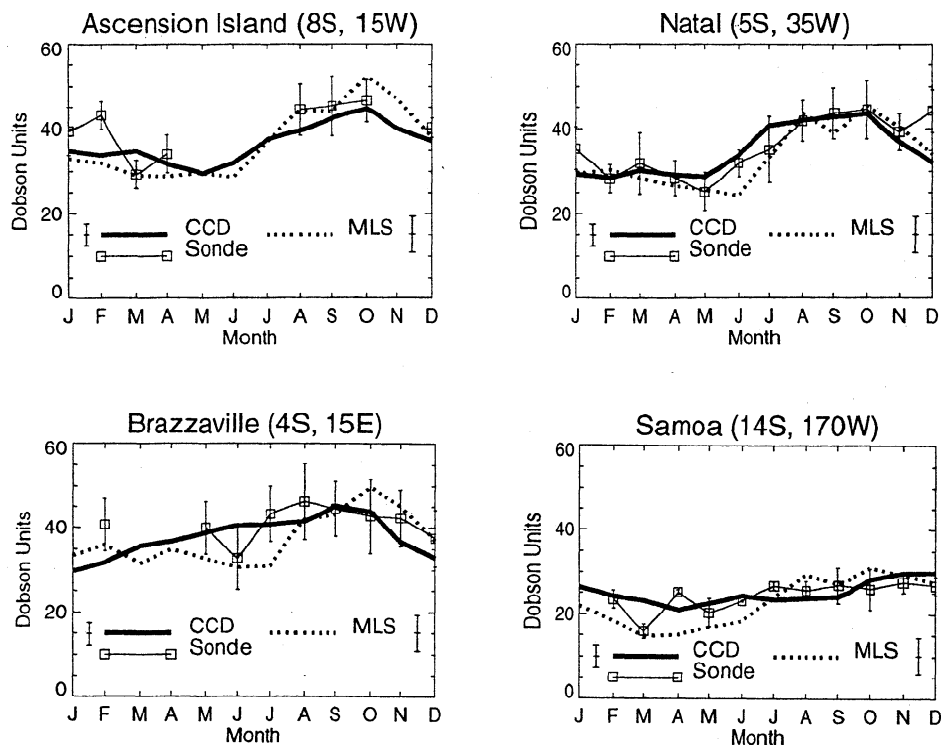 Ascension Island (8S, 15W)
60
40
20
0
Dobson Units
CCD
MLS
Sonde
J F M A M J J A S O N D
Month
Natal (5S, 35W)
60
40
20
0
Dobson Units
CCD
MLS
Sonde
J F M A M J J A S O N D
Month
Brazzaville (4S, 15E)
60
40
20
0
Dobson Units
CCD
MLS
Sonde
J F M A M J J A S O N D
Month
Samoa (14S, 170W)
60
40
20
0
Dobson Units
CCD
MLS
Sonde
J F M A M J J A S O N D
Month